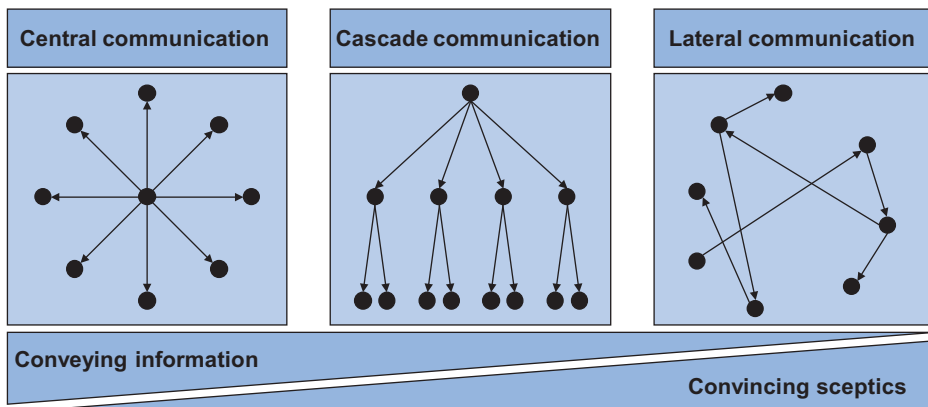 Central communication
Cascade communication
Lateral communication
Conveying information
Convincing sceptics